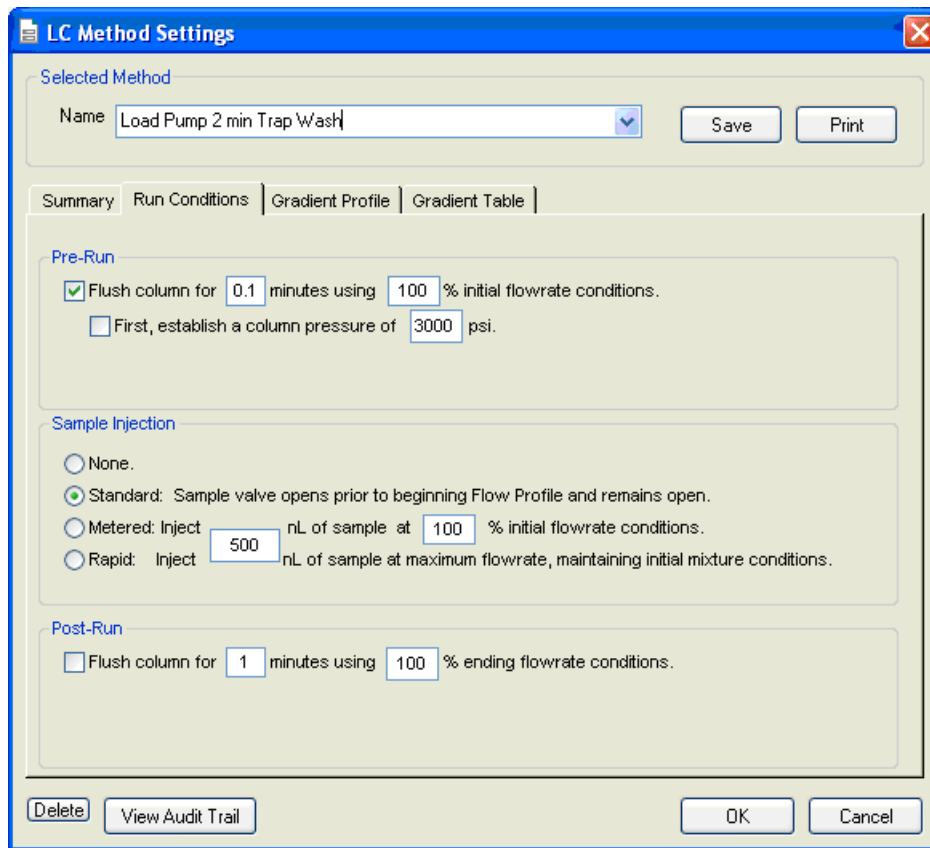 LC Method Settings
Selected Method
Name Load Pump 2 min Trap Wash Save Print
Summary Run Conditions Gradient Profile Gradient Table
Pre-Run
Flush column for 0.1 minutes using 100 % initial flowrate conditions.
First, establish a column pressure of 3000 psi.
Sample Injection
None.
Standard: Sample valve opens prior to beginning Flow Profile and remains open.
Metered: Inject nL of sample at 100 % initial flowrate conditions.
500
Rapid: Inject nL of sample at maximum flowrate, maintaining initial mixture conditions.
Post-Run
Flush column for 1 minutes using 100 % ending flowrate conditions.
Delete View Audit Trail OK Cancel